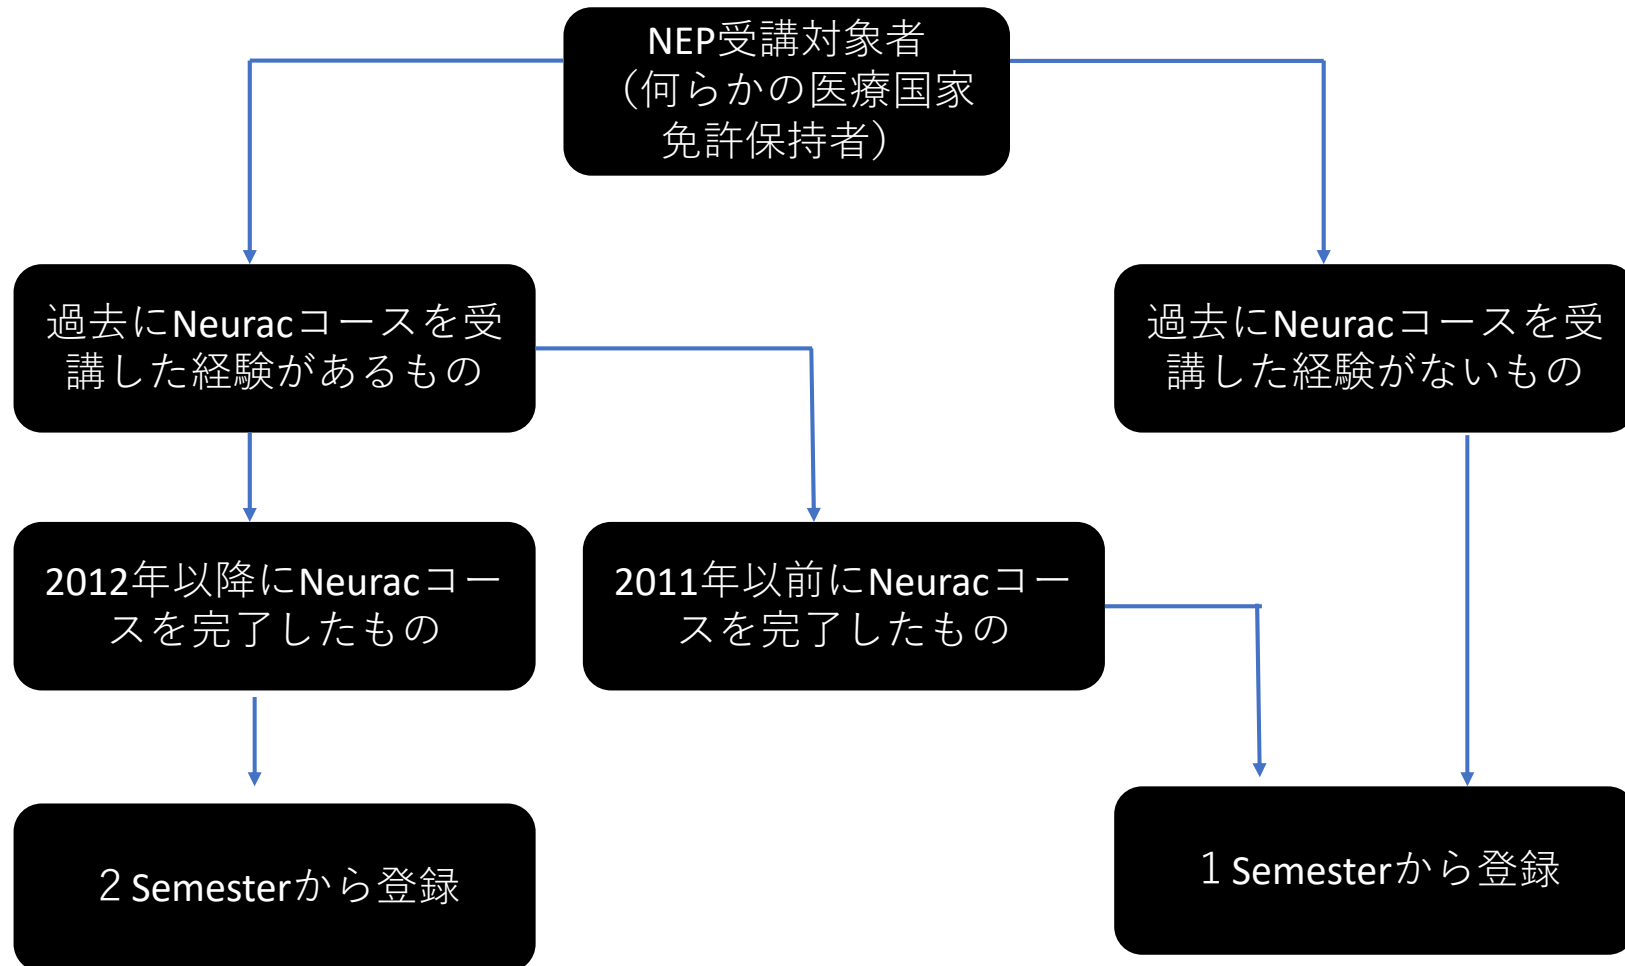 NEP受講対象者
（何らかの医療国家
免許保持者）
過去にNeuracコースを受
講した経験があるもの
過去にNeuracコースを受
講した経験がないもの
2012年以降にNeuracコー
スを完了したもの
2011年以前にNeuracコー
スを完了したもの
２Semesterから登録
１Semesterから登録